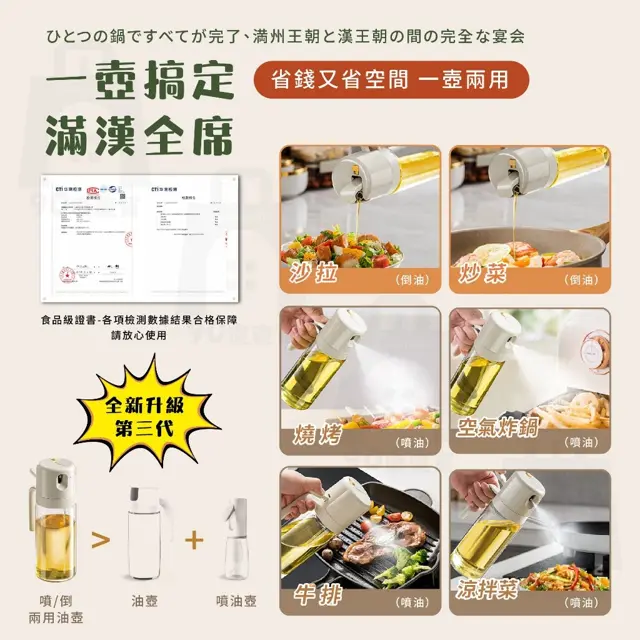 ひとつの鍋ですべてが完了、満州王朝と漢王朝の間の完全な宴会
一壺搞定
滿漢全席
省錢又省空間 一壺兩用
食品級證書-各項檢測數據結果合格保障
請放心使用
沙拉
(倒油)
炒菜
(倒油)
燒烤
(噴油)
空氣炸鍋
(噴油)
牛排
(噴油)
涼拌菜
(噴油)
全新升級
第三代
>
+
噴/倒
兩用油壺
油壺
噴油壺